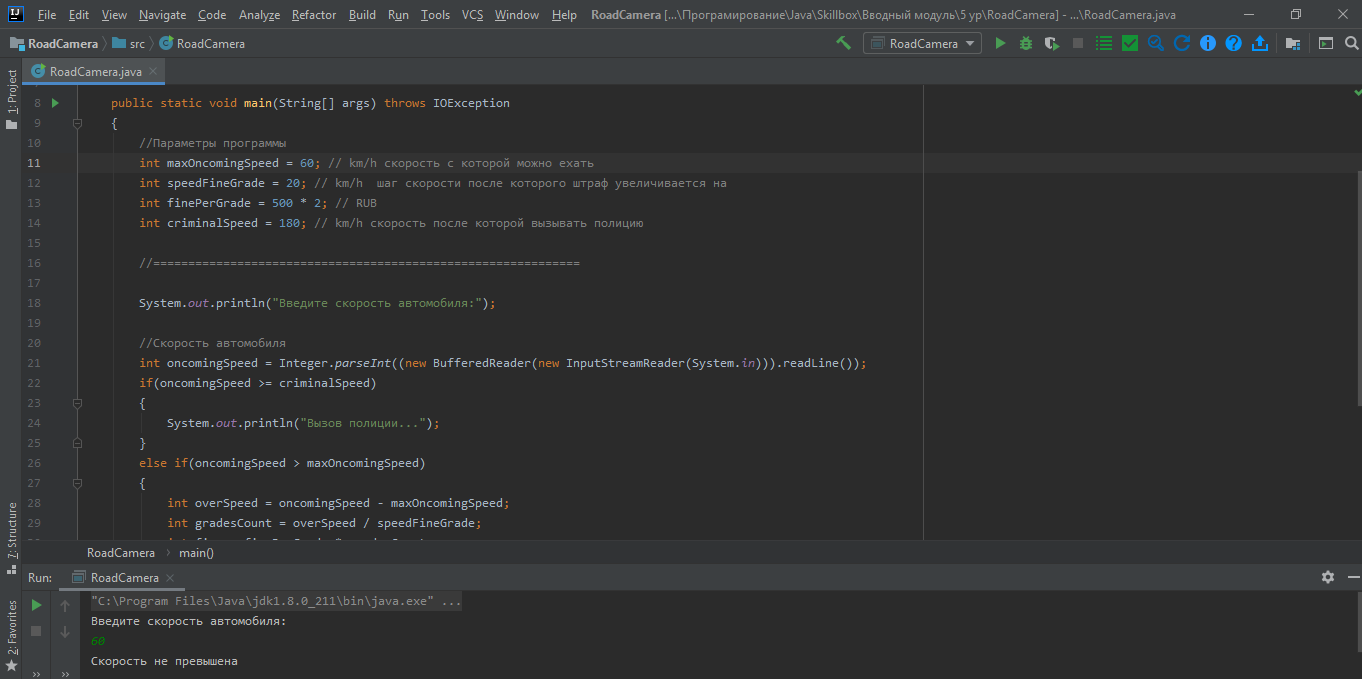 File Edit View Navigate Code Analyze Refactor Build Run Tools VCS Window Help RoadCamera [...\Програмирование\Java\Skillbox\Вводный модуль\5 ур\RoadCamera] - ...\RoadCamera.java
RoadCamera src RoadCamera RoadCamera
1: Project
RoadCamera.java
8 public static void main(String[] args) throws IOException
9 {
10 //Параметры программы
11 int maxOncomingSpeed = 60; // km/h скорость с которой можно ехать
12 int speedFineGrade = 20; // km/h  шаг скорости после которого штраф увеличивается на
13 int finePerGrade = 500 * 2; // RUB
14 int criminalSpeed = 180; // km/h скорость после которой вызывать полицию
15
16 //=============================================================
17
18 System.out.println("Введите скорость автомобиля:");
19
20 //Скорость автомобиля
21 int oncomingSpeed = Integer.parseInt((new BufferedReader(new InputStreamReader(System.in))).readLine());
22 if(oncomingSpeed >= criminalSpeed)
23 {
24 System.out.println("Вызов полиции...");
25 }
26 else if(oncomingSpeed > maxOncomingSpeed)
27 {
28 int overSpeed = oncomingSpeed - maxOncomingSpeed;
29 int gradesCount = overSpeed / speedFineGrade;
7: Structure
RoadCamera main()
Run: RoadCamera
2: Favorites
"C:\Program Files\Java\jdk1.8.0_211\bin\java.exe" ...
Введите скорость автомобиля:
60
Скорость не превышена